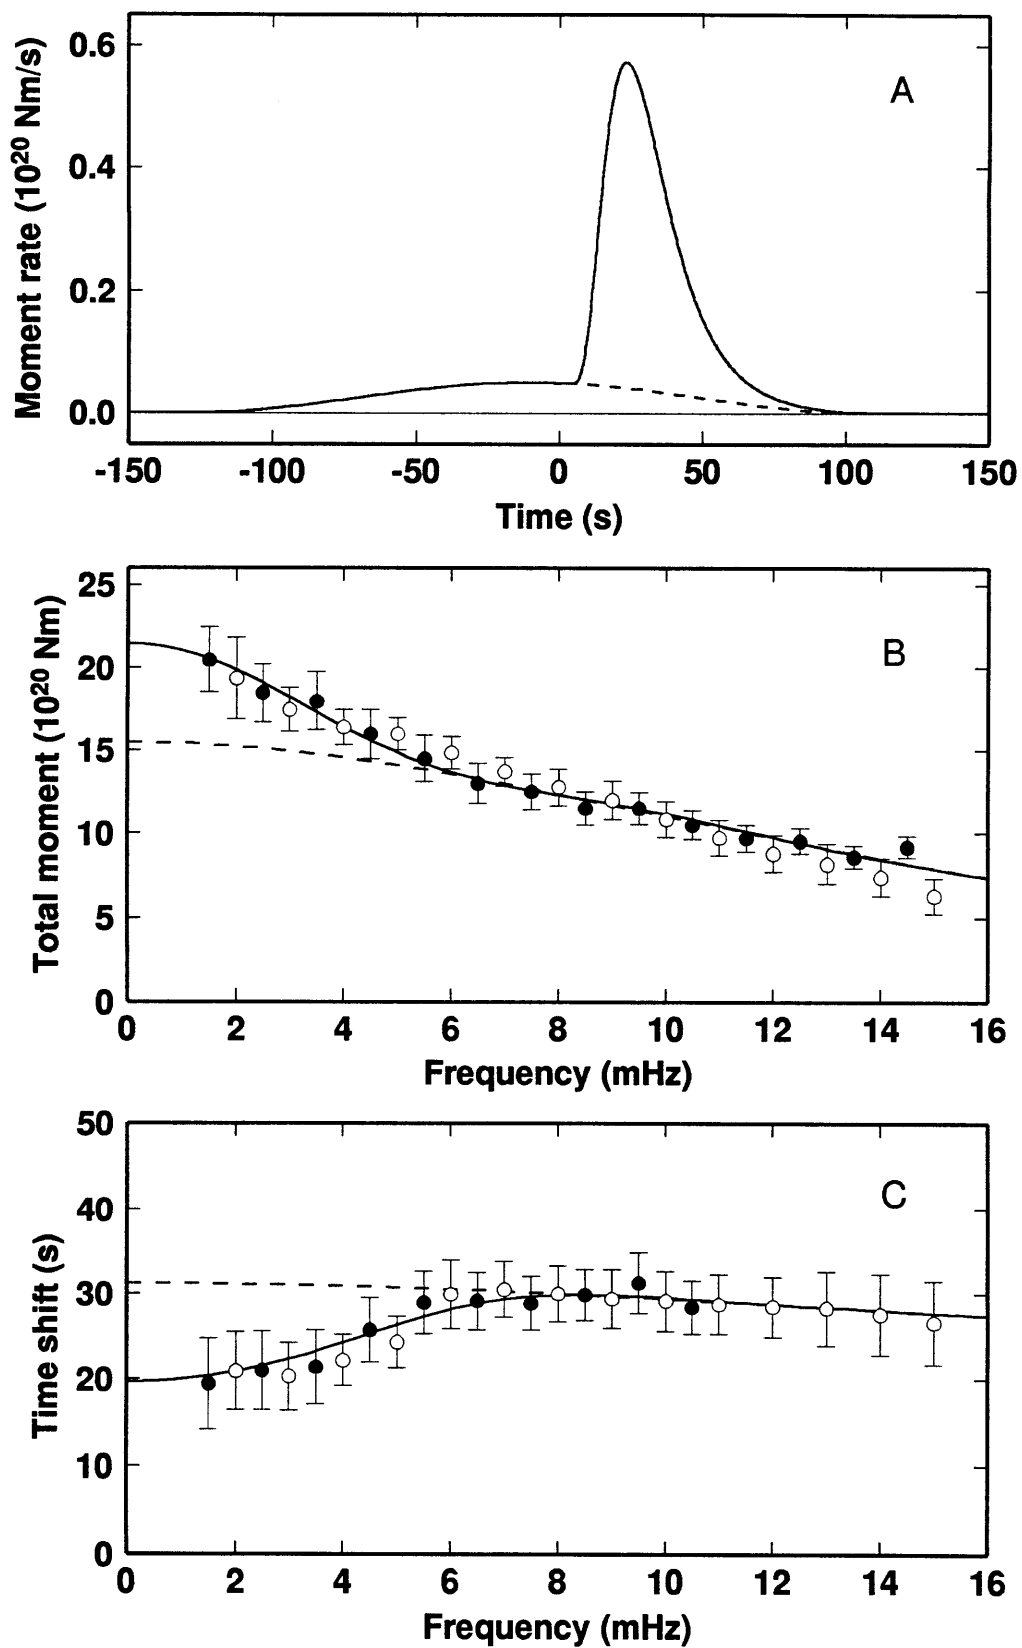 A
Moment rate (10²⁰ Nm/s)
0.6
0.4
0.2
0.0
-150 -100 -50 0 50 100 150
Time (s)
B
Total moment (10²⁰ Nm)
25
20
15
10
5
0
0 2 4 6 8 10 12 14 16
Frequency (mHz)
C
Time shift (s)
50
40
30
20
10
0
0 2 4 6 8 10 12 14 16
Frequency (mHz)